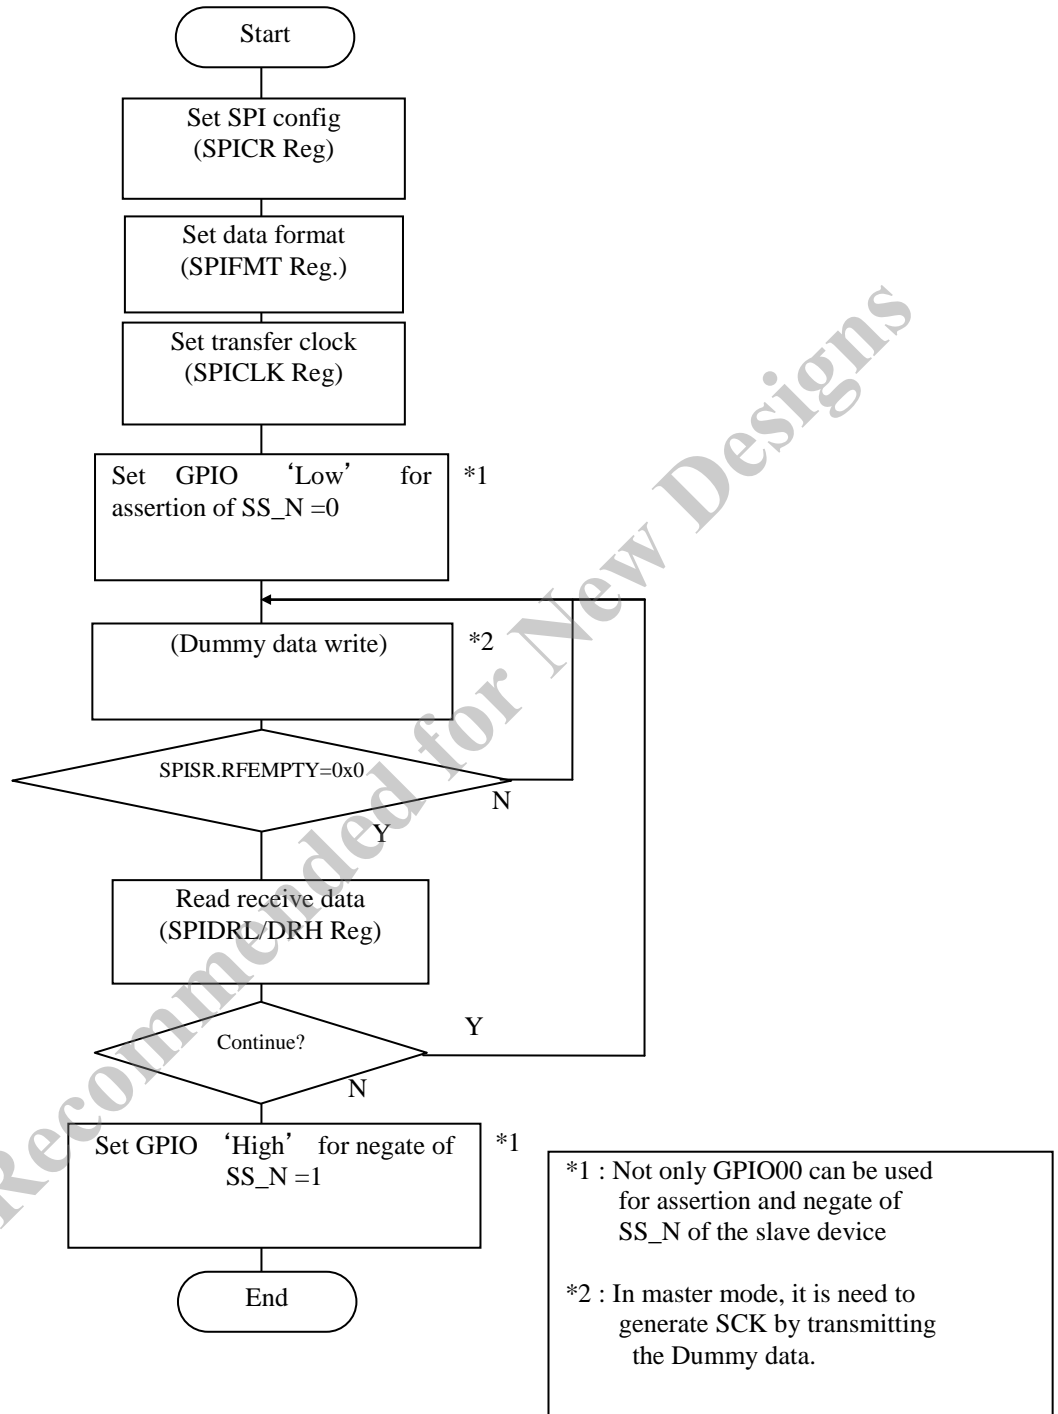 Start
Set SPI config
(SPICR Reg)
Set data format
(SPIFMT Reg.)
Set transfer clock
(SPICLK Reg)
Set GPIO ‘Low’ for
assertion of SS_N =0
*1
(Dummy data write)
*2
SPISR.RFEMPTY=0x0
N
Y
Read receive data
(SPIDRL/DRH Reg)
Continue?
Y
N
Set GPIO ‘High’ for negate of
SS_N =1
*1
End
*1 : Not only GPIO00 can be used
for assertion and negate of
SS_N of the slave device
*2 : In master mode, it is need to
generate SCK by transmitting
the Dummy data.
Recommended for New Designs